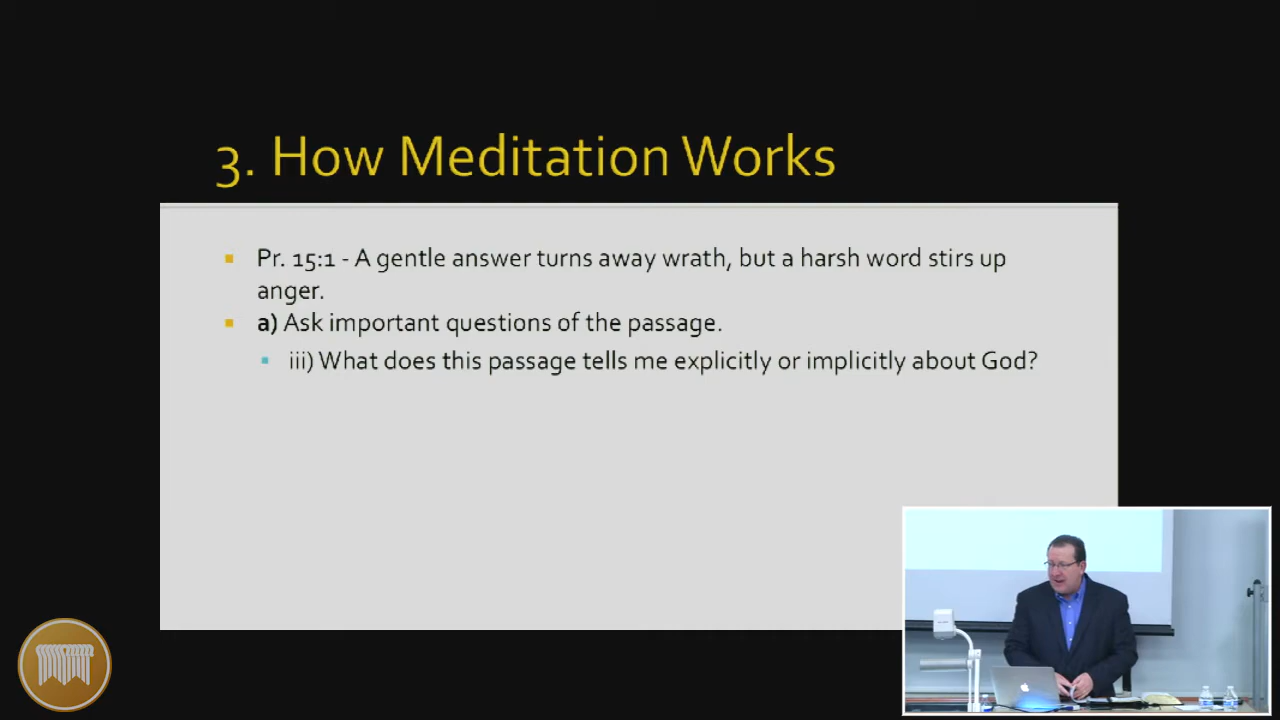 3. How Meditation Works
Pr. 15:1 - A gentle answer turns away wrath, but a harsh word stirs up
anger.
a) Ask important questions of the passage.
iii) What does this passage tells me explicitly or implicitly about God?